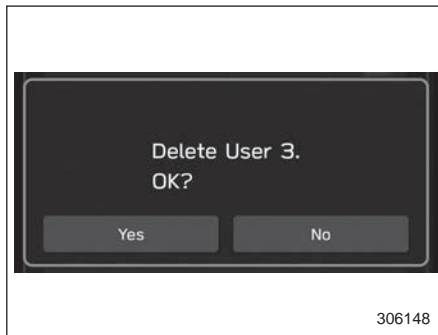 Delete User 3.
OK?
Yes
No
306148